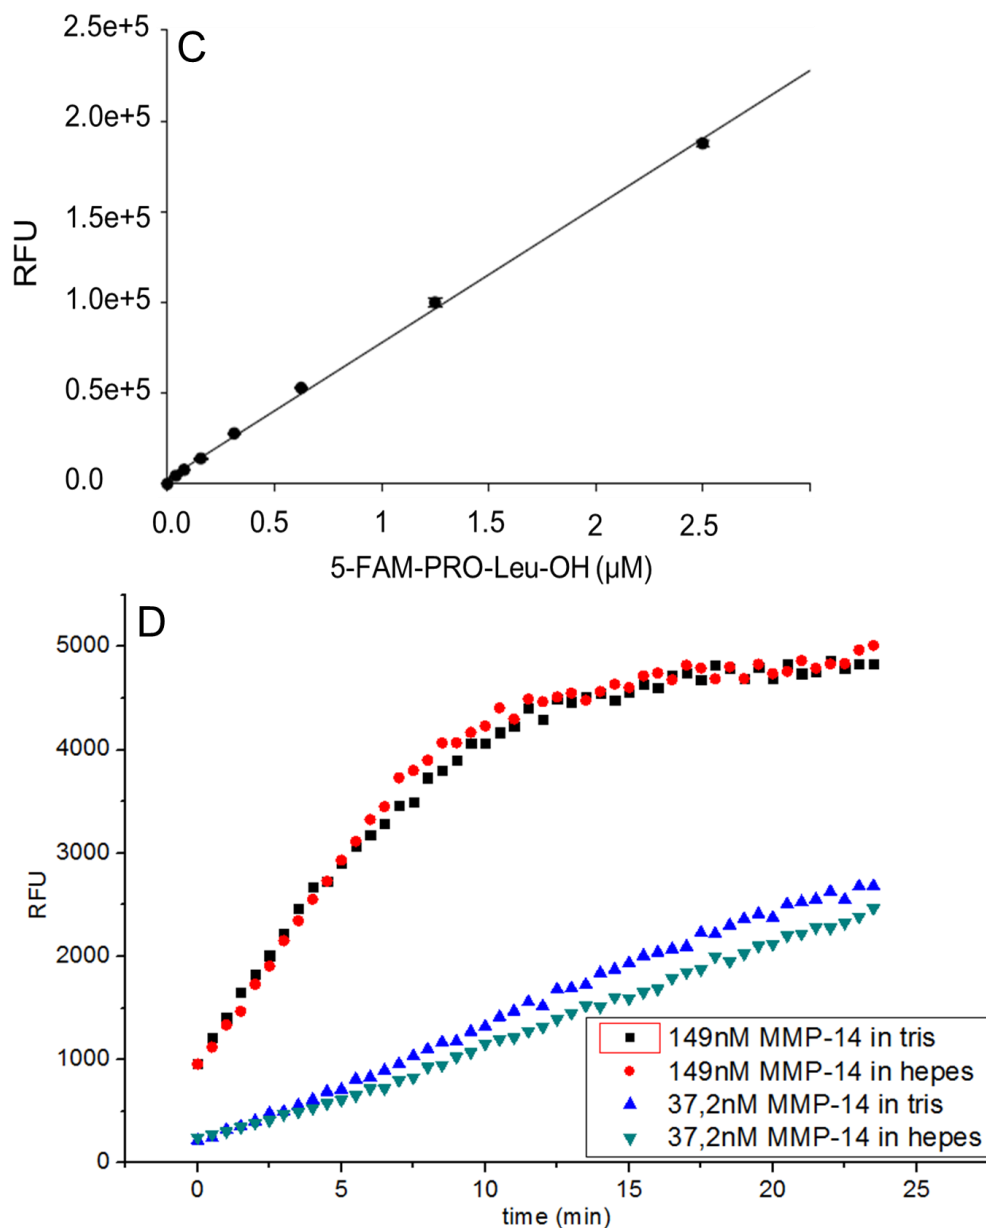 C
2.5e+5
2.0e+5
1.5e+5
1.0e+5
0.5e+5
0.0
RFU
0.0 0.5 1 1.5 2 2.5
5-FAM-PRO-Leu-OH (µM)
D
5000
4000
3000
2000
1000
0
RFU
149nM MMP-14 in tris
149nM MMP-14 in hepes
37,2nM MMP-14 in tris
37,2nM MMP-14 in hepes
0 5 10 15 20 25
time (min)